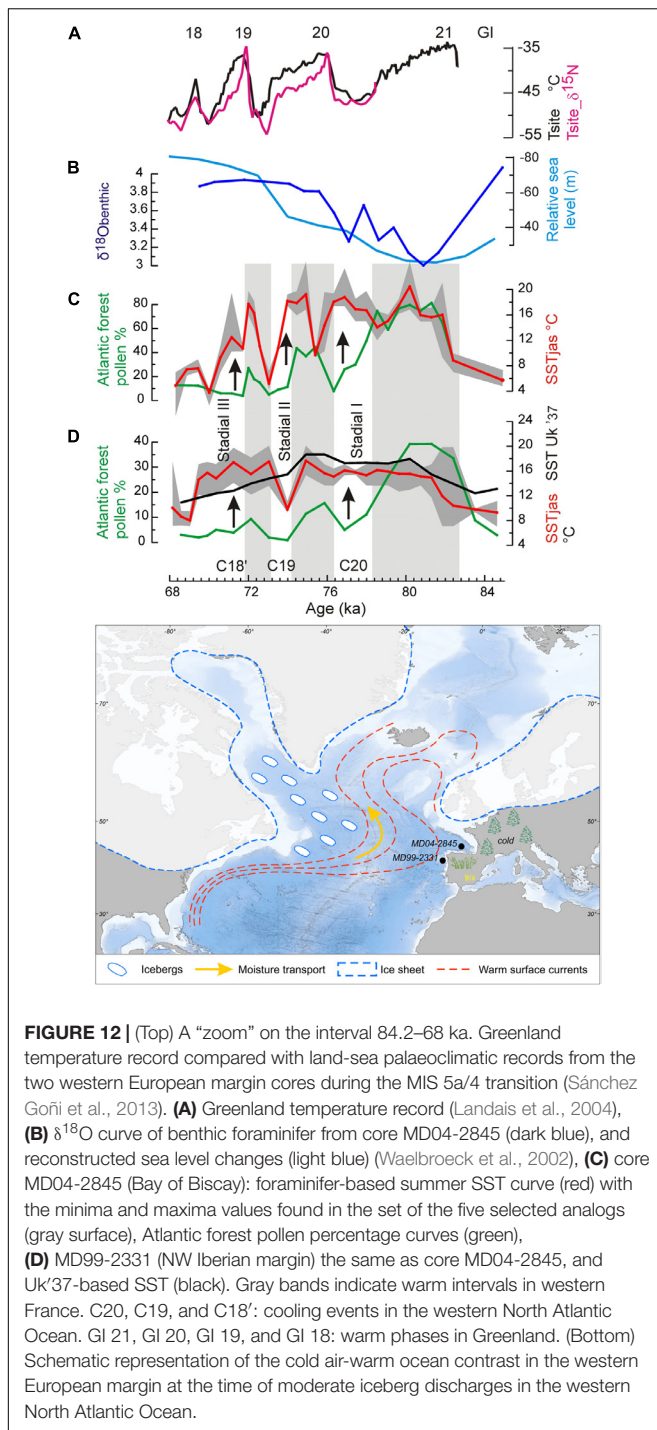 A
18 19 20 21 GI
-35
-45
-55
Tsite °C
Tsite_δ¹⁵N
B
4
3.8
3.6
3.4
3.2
3
δ¹⁸Obenthic
-80
-60
-40
Relative sea
level (m)
C
80
60
40
20
0
Atlantic forest
pollen %
20
16
12
8
4
SSTjas °C
Stadial III
Stadial II
Stadial I
D
40
30
20
10
0
Atlantic forest
pollen %
24
20
16
12
8
4
SST Uk '37
SSTjas
°C
C18' C19 C20
68 72 76 80 84
Age (ka)
-80° -60° -40° -20° 0° 20°
70° 70°
50° 50°
30° 30°
MD04-2845
MD99-2331
cold
Icebergs Moisture transport Ice sheet Warm surface currents
FIGURE 12 | (Top) A “zoom” on the interval 84.2–68 ka. Greenland
temperature record compared with land-sea palaeoclimatic records from the
two western European margin cores during the MIS 5a/4 transition (Sánchez
Goñi et al., 2013). (A) Greenland temperature record (Landais et al., 2004),
(B) δ¹⁸O curve of benthic foraminifer from core MD04-2845 (dark blue), and
reconstructed sea level changes (light blue) (Waelbroeck et al., 2002), (C) core
MD04-2845 (Bay of Biscay): foraminifer-based summer SST curve (red) with
the minima and maxima values found in the set of the five selected analogs
(gray surface), Atlantic forest pollen percentage curves (green),
(D) MD99-2331 (NW Iberian margin) the same as core MD04-2845, and
Uk′37-based SST (black). Gray bands indicate warm intervals in western
France. C20, C19, and C18′: cooling events in the western North Atlantic
Ocean. GI 21, GI 20, GI 19, and GI 18: warm phases in Greenland. (Bottom)
Schematic representation of the cold air-warm ocean contrast in the western
European margin at the time of moderate iceberg discharges in the western
North Atlantic Ocean.